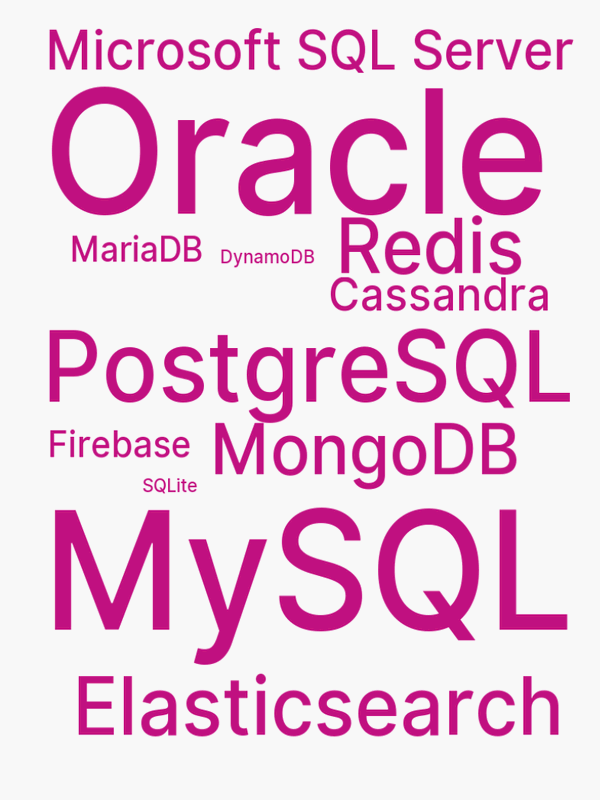 Microsoft SQL Server
Oracle
MariaDB DynamoDB Redis
Cassandra
PostgreSQL
Firebase MongoDB
SQLite
MySQL
Elasticsearch